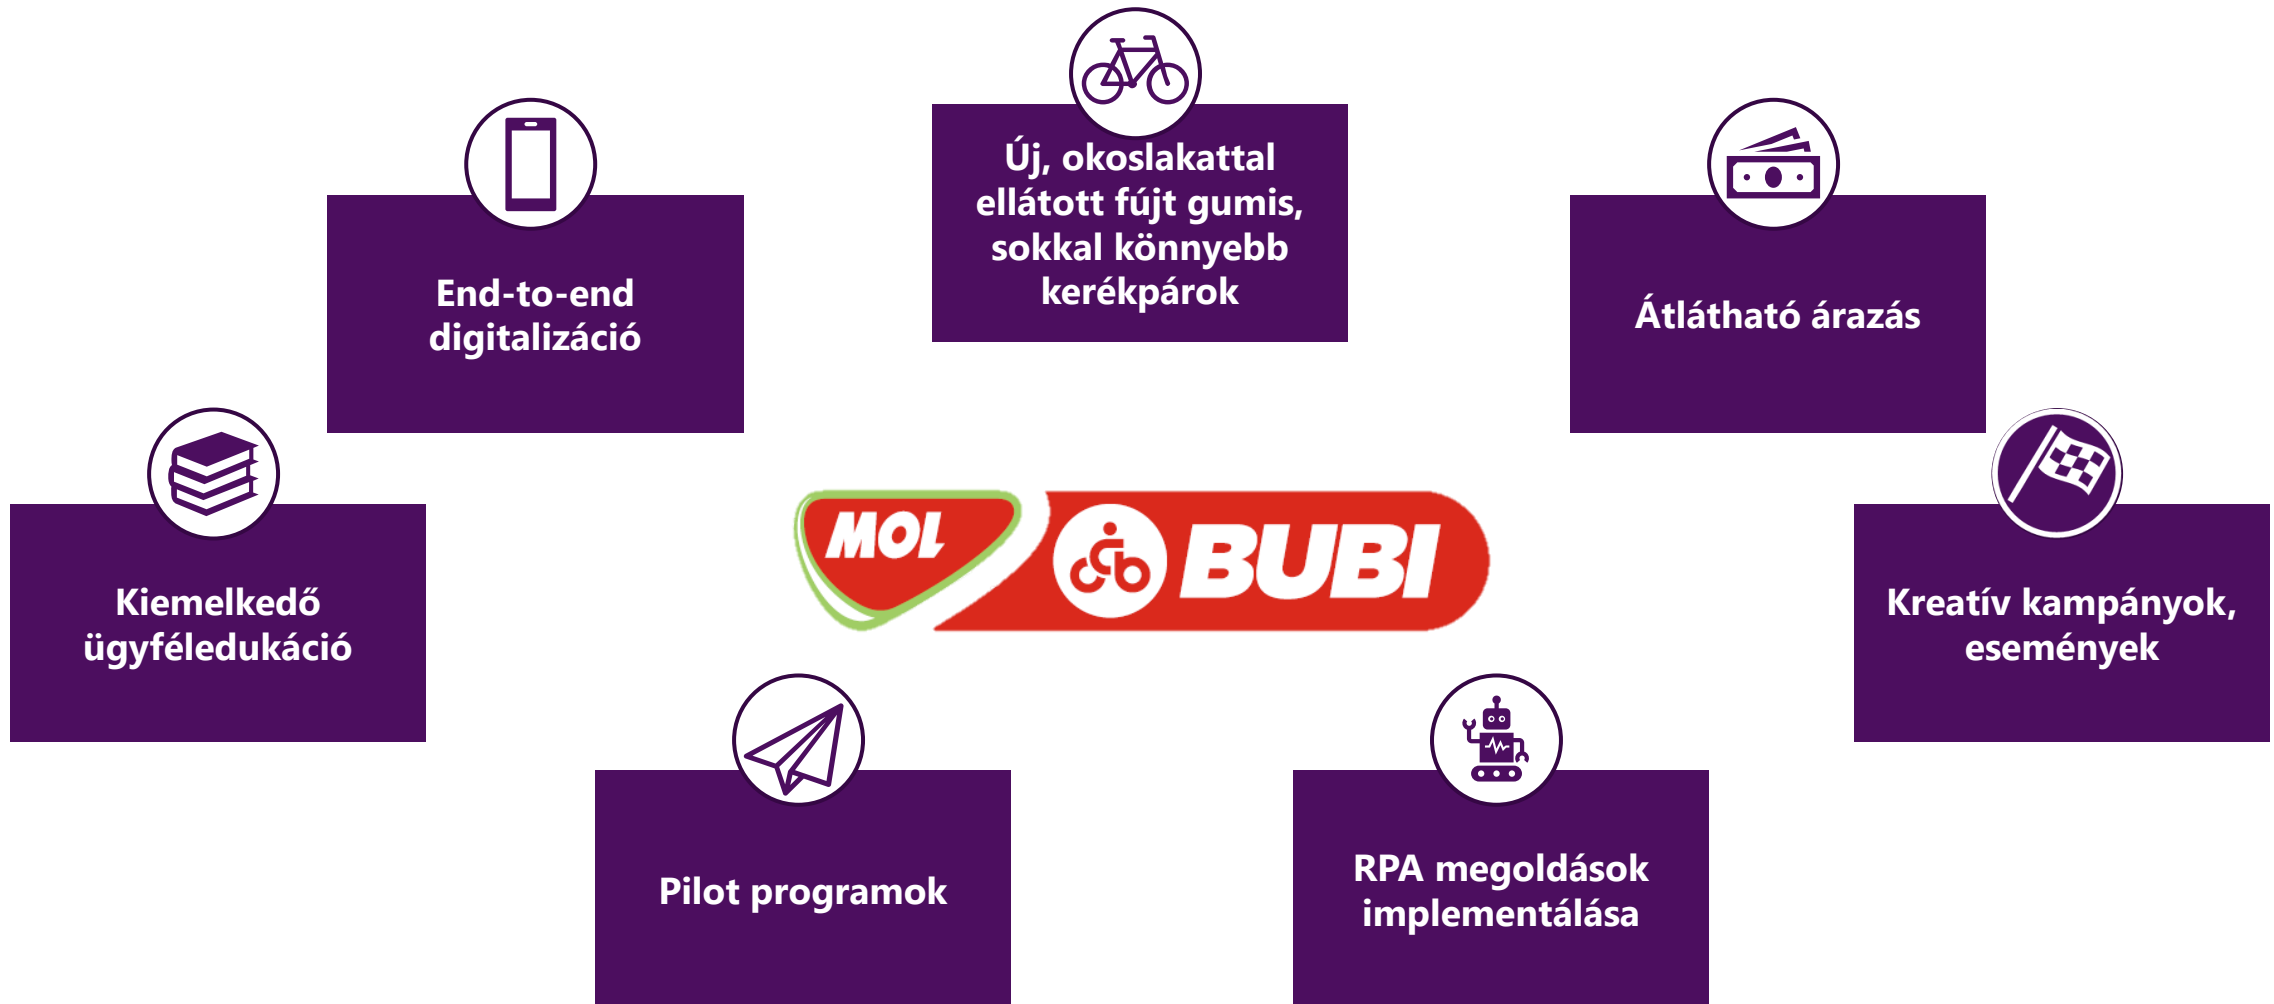 Új, okoslakattal
ellátott fújt gumis,
sokkal könnyebb
kerékpárok
End-to-end
digitalizáció
Átlátható árazás
MOL
BUBI
Kiemelkedő
ügyféledukáció
Kreatív kampányok,
események
Pilot programok
RPA megoldások
implementálása